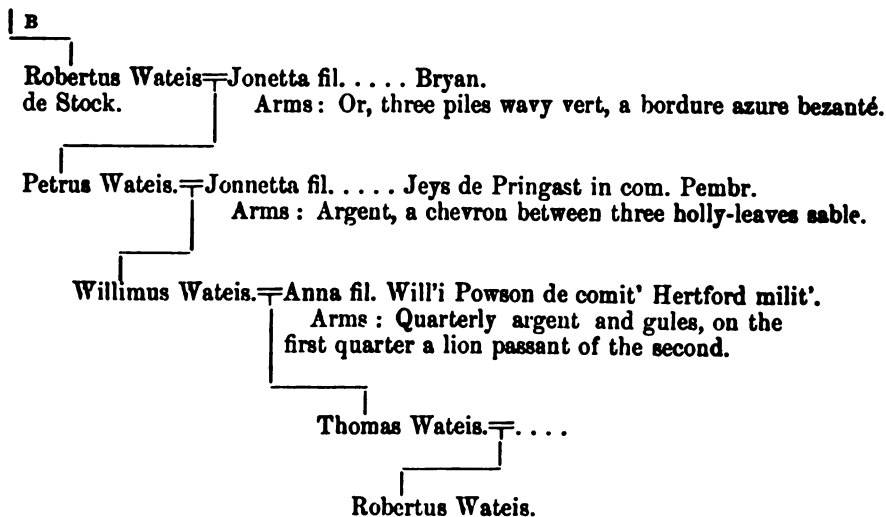 B
Robertus Wateis=Jonetta fil. . . . . Bryan.
de Stock. Arms: Or, three piles wavy vert, a bordure azure bezanté.
Petrus Wateis.=Jonnetta fil. . . . . Jeys de Pringast in com. Pembr.
Arms: Argent, a chevron between three holly-leaves sable.
Willimus Wateis.=Anna fil. Will'i Powson de comit' Hertford milit'.
Arms: Quarterly argent and gules, on the
first quarter a lion passant of the second.
Thomas Wateis.=. . . .
Robertus Wateis.